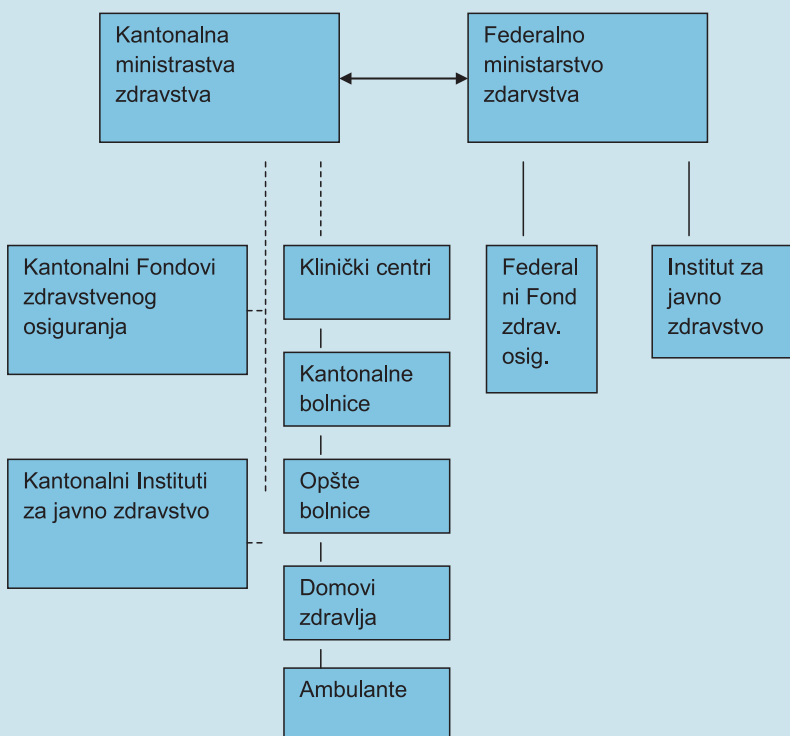 Kantonalna
ministrastva
zdravstva
Federalno
ministarstvo
zdarvstva
Kantonalni Fondovi
zdravstvenog
osiguranja
Klinički centri
Federal
ni Fond
zdrav.
osig.
Institut za
javno
zdravstvo
Kantonalne
bolnice
Kantonalni Instituti
za javno zdravstvo
Opšte
bolnice
Domovi
zdravlja
Ambulante